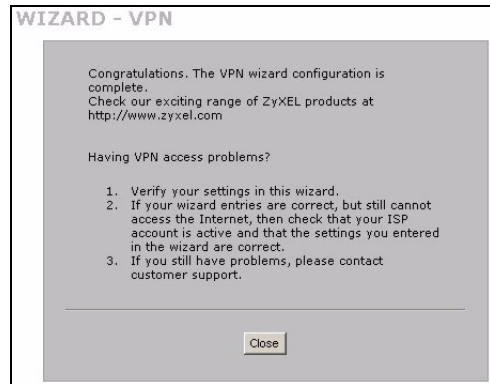 WIZARD - VPN
Congratulations. The VPN wizard configuration is
complete.
Check our exciting range of ZyXEL products at
http://www.zyxel.com
Having VPN access problems?
1. Verify your settings in this wizard.
2. If your wizard entries are correct, but still cannot
access the Internet, then check that your ISP
account is active and that the settings you entered
in the wizard are correct.
3. If you still have problems, please contact
customer support.
Close